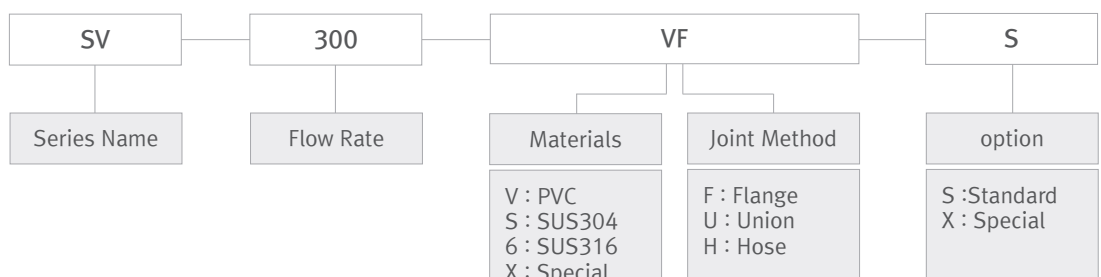 SV 300 VF S
Series Name Flow Rate Materials Joint Method option
V : PVC
S : SUS304
6 : SUS316
X : Special
F : Flange
U : Union
H : Hose
S :Standard
X : Special